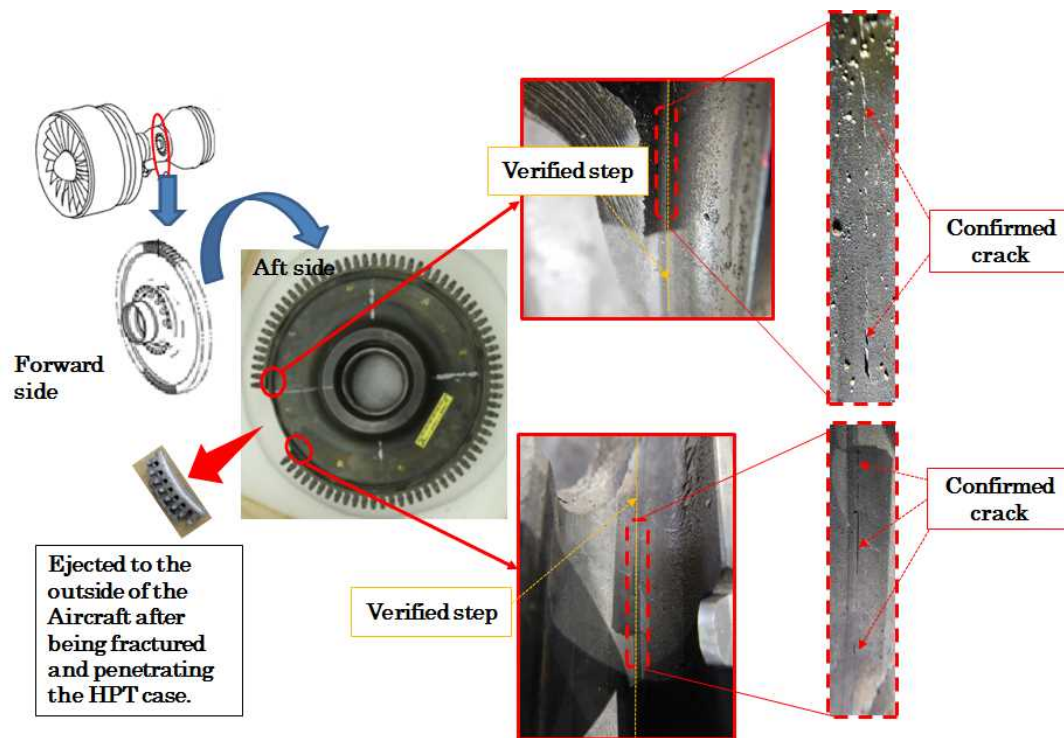 Aft side
Forward
side
Verified step
Confirmed
crack
Ejected to the
outside of the
Aircraft after
being fractured
and penetrating
the HPT case.
Verified step
Confirmed
crack